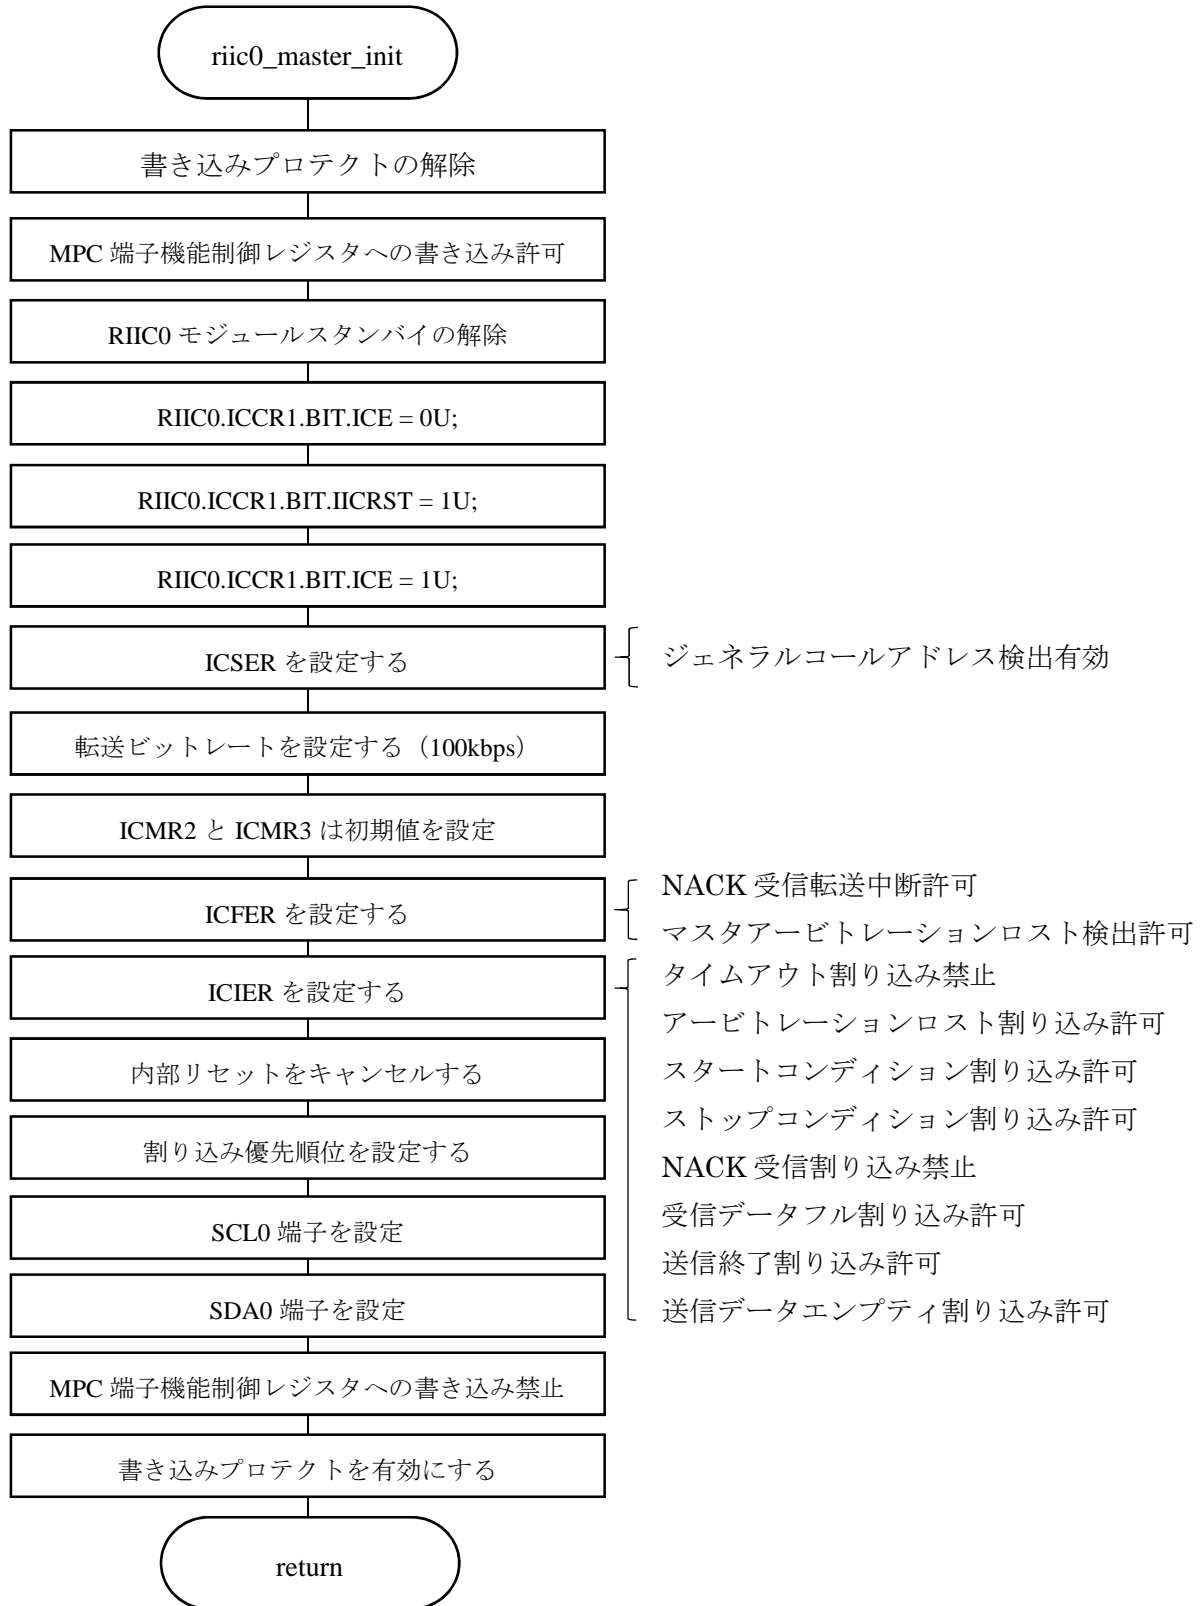 riic0_master_init
書き込みプロテクトの解除
MPC 端子機能制御レジスタへの書き込み許可
RIIC0 モジュールスタンバイの解除
RIIC0.ICCR1.BIT.ICE = 0U;
RIIC0.ICCR1.BIT.IICRST = 1U;
RIIC0.ICCR1.BIT.ICE = 1U;
ICSER を設定する
ジェネラルコールアドレス検出有効
転送ビットレートを設定する（100kbps）
ICMR2 と ICMR3 は初期値を設定
ICFER を設定する
NACK 受信転送中断許可
マスタアービトレーションロスト検出許可
ICIER を設定する
タイムアウト割り込み禁止
アービトレーションロスト割り込み許可
スタートコンディション割り込み許可
ストップコンディション割り込み許可
NACK 受信割り込み禁止
受信データフル割り込み許可
送信終了割り込み許可
送信データエンプティ割り込み許可
内部リセットをキャンセルする
割り込み優先順位を設定する
SCL0 端子を設定
SDA0 端子を設定
MPC 端子機能制御レジスタへの書き込み禁止
書き込みプロテクトを有効にする
return